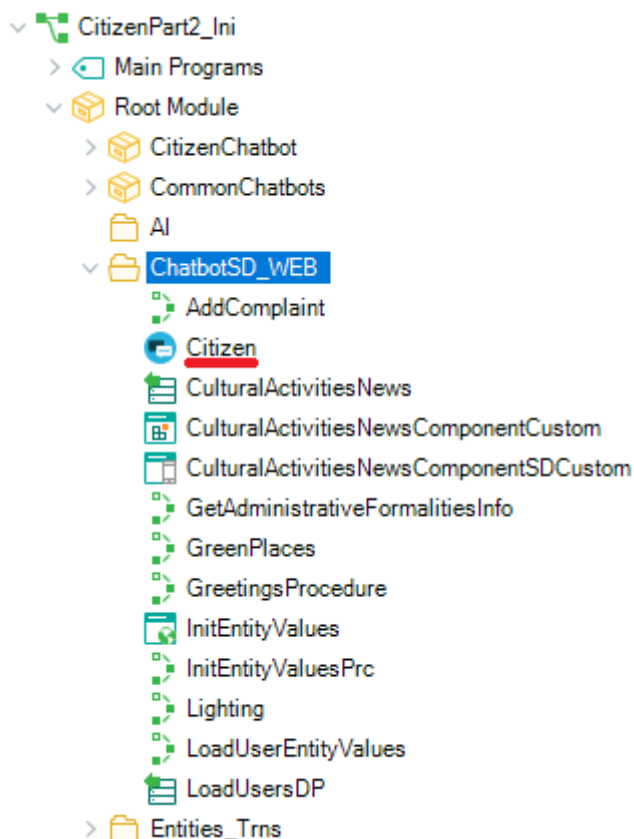 CitizenPart2_Ini
Main Programs
Root Module
CitizenChatbot
CommonChatbots
AI
ChatbotSD_WEB
AddComplaint
Citizen
CulturalActivitiesNews
CulturalActivitiesNewsComponentCustom
CulturalActivitiesNewsComponentSDCustom
GetAdministrativeFormalitiesInfo
GreenPlaces
GreetingsProcedure
InitEntityValues
InitEntityValuesPrc
Lighting
LoadUserEntityValues
LoadUsersDP
Entities_Trns